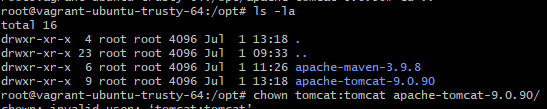 root@vagrant-ubuntu-trusty-64:/opt# ls -la
total 16
drwxr-xr-x  4 root root 4096 Jul  1 13:18 .
drwxr-xr-x 23 root root 4096 Jul  1 09:33 ..
drwxr-xr-x  6 root root 4096 Jul  1 11:26 apache-maven-3.9.8
drwxr-xr-x  9 root root 4096 Jul  1 13:18 apache-tomcat-9.0.90
root@vagrant-ubuntu-trusty-64:/opt# chown tomcat:tomcat apache-tomcat-9.0.90/
chown: invalid user: ‘tomcat:tomcat’